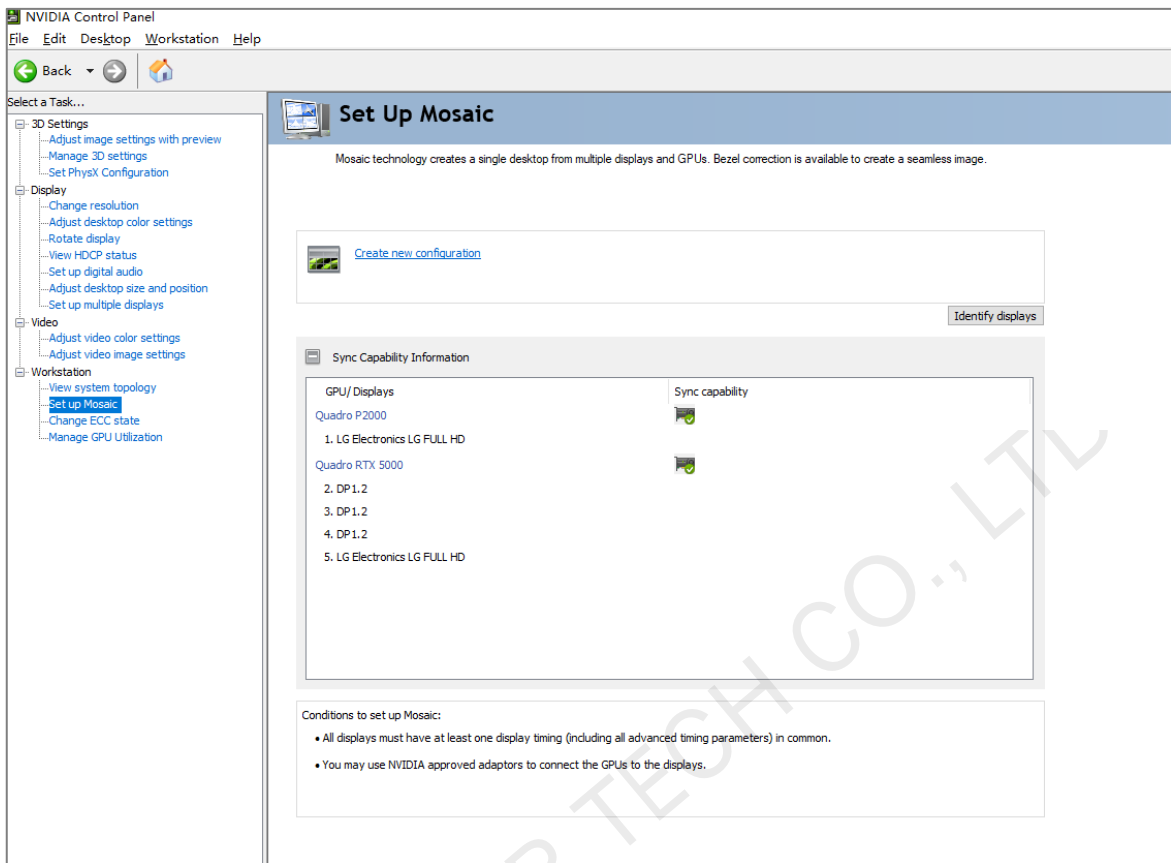 NVIDIA Control Panel
File Edit Desktop Workstation Help
Back
Select a Task...
3D Settings
Adjust image settings with preview
Manage 3D settings
Set PhysX Configuration
Display
Change resolution
Adjust desktop color settings
Rotate display
View HDCP status
Set up digital audio
Adjust desktop size and position
Set up multiple displays
Video
Adjust video color settings
Adjust video image settings
Workstation
View system topology
Set up Mosaic
Change ECC state
Manage GPU Utilization
Set Up Mosaic
Mosaic technology creates a single desktop from multiple displays and GPUs. Bezel correction is available to create a seamless image.
Create new configuration
Identify displays
Sync Capability Information
GPU/ Displays Sync capability
Quadro P2000
1. LG Electronics LG FULL HD
Quadro RTX 5000
2. DP1.2
3. DP1.2
4. DP1.2
5. LG Electronics LG FULL HD
Conditions to set up Mosaic:
• All displays must have at least one display timing (including all advanced timing parameters) in common.
• You may use NVIDIA approved adaptors to connect the GPUs to the displays.
TECH CO., LTD